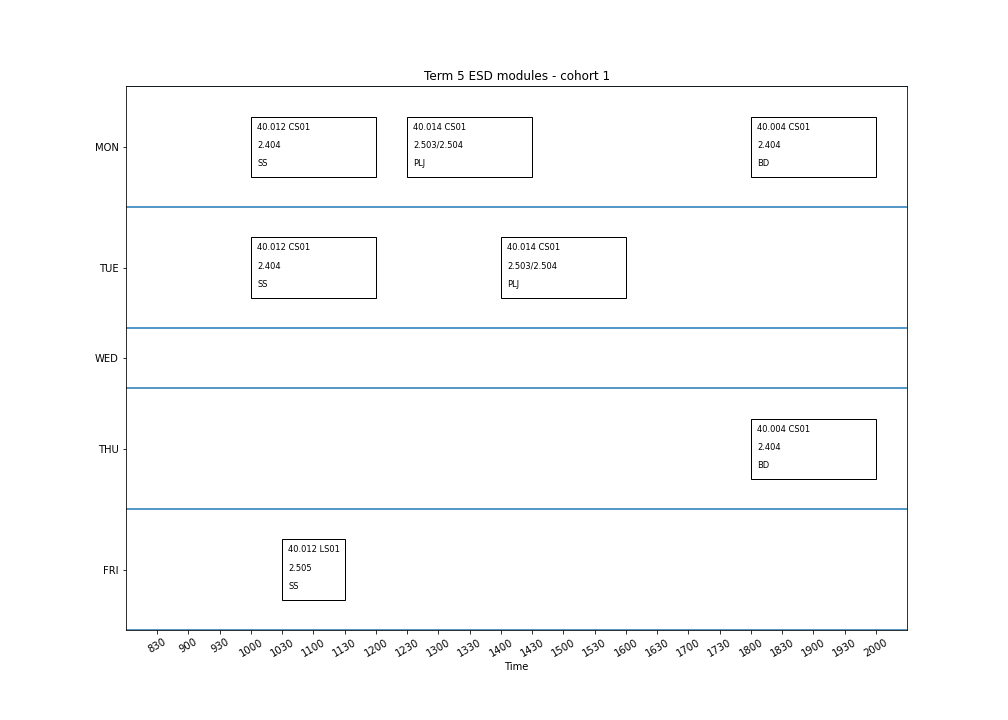 Term 5 ESD modules - cohort 1
MON
40.012 CS01
2.404
SS
40.014 CS01
2.503/2.504
PLJ
40.004 CS01
2.404
BD
TUE
40.012 CS01
2.404
SS
40.014 CS01
2.503/2.504
PLJ
WED
THU
40.004 CS01
2.404
BD
FRI
40.012 LS01
2.505
SS
830 900 930 1000 1030 1100 1130 1200 1230 1300 1330 1400 1430 1500 1530 1600 1630 1700 1730 1800 1830 1900 1930 2000
Time